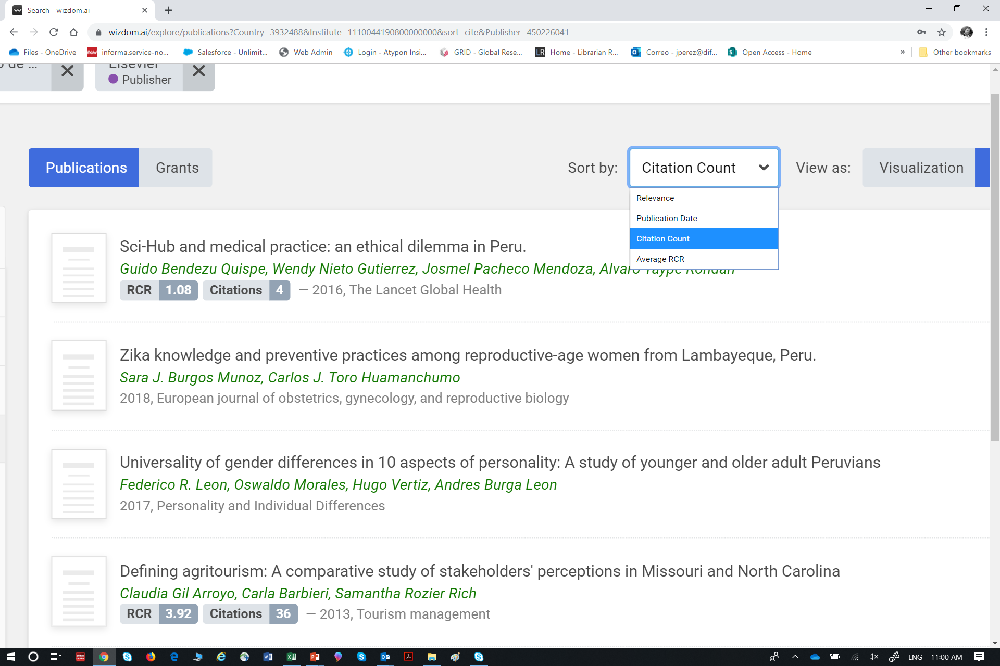 Search - wizdom.ai
wizdom.ai/explore/publications?Country=3932488&Institute=1110044190800000000&sort=cite&Publisher=450226041
Files - OneDrive
informa.service-no...
Salesforce - Unlimit...
Web Admin
Login - Atypon Insi...
GRID - Global Rese...
Home - Librarian R...
Correo - jperez@dif...
Open Access - Home
»
Other bookmarks
o de ...
Elsevier
Publisher
Publications
Grants
Sort by:
Citation Count
View as:
Visualization
Relevance
Publication Date
Citation Count
Average RCR
Sci-Hub and medical practice: an ethical dilemma in Peru.
Guido Bendezu Quispe, Wendy Nieto Gutierrez, Josmel Pacheco Mendoza, Alvaro Taype Rondan
RCR 1.08 Citations 4 — 2016, The Lancet Global Health
Zika knowledge and preventive practices among reproductive-age women from Lambayeque, Peru.
Sara J. Burgos Munoz, Carlos J. Toro Huamanchumo
2018, European journal of obstetrics, gynecology, and reproductive biology
Universality of gender differences in 10 aspects of personality: A study of younger and older adult Peruvians
Federico R. Leon, Oswaldo Morales, Hugo Vertiz, Andres Burga Leon
2017, Personality and Individual Differences
Defining agritourism: A comparative study of stakeholders' perceptions in Missouri and North Carolina
Claudia Gil Arroyo, Carla Barbieri, Samantha Rozier Rich
RCR 3.92 Citations 36 — 2013, Tourism management
ENG
11:00 AM